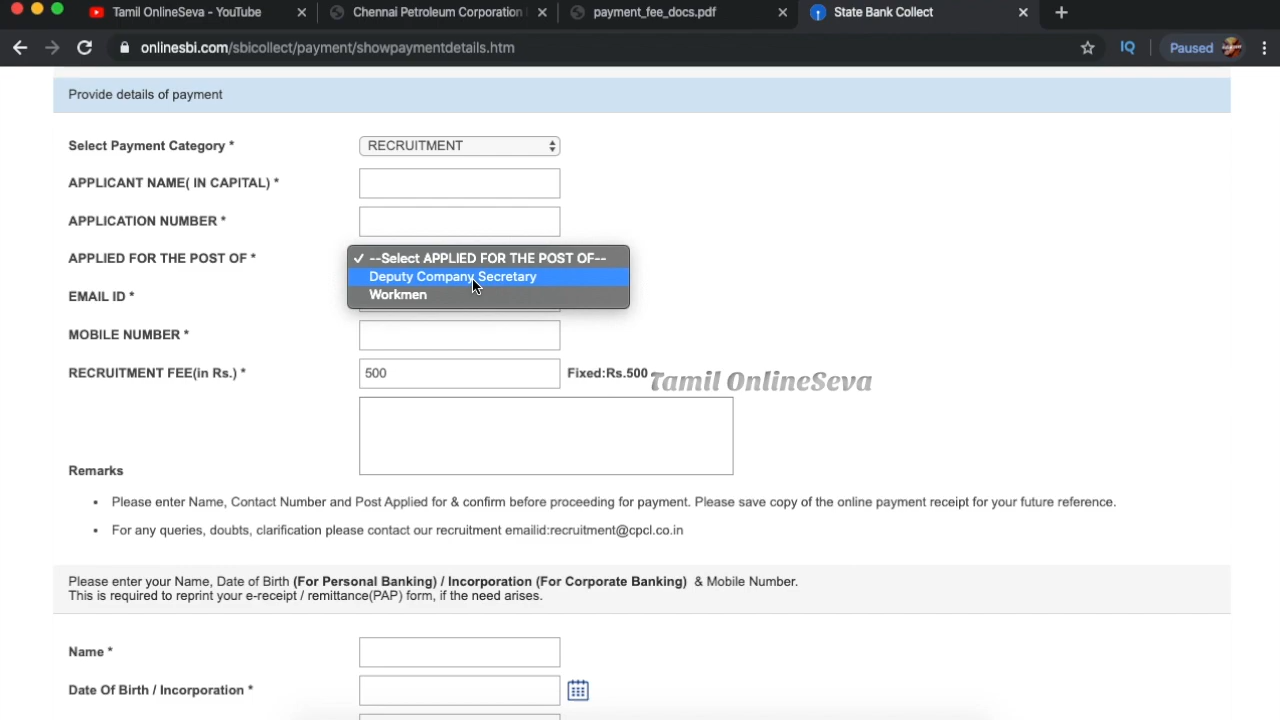 Tamil OnlineSeva - YouTube
Chennai Petroleum Corporation
payment_fee_docs.pdf
State Bank Collect
onlinesbi.com/sbicollect/payment/showpaymentdetails.htm
IQ
Paused
Provide details of payment
Select Payment Category *
RECRUITMENT
APPLICANT NAME( IN CAPITAL) *
APPLICATION NUMBER *
APPLIED FOR THE POST OF *
✓ --Select APPLIED FOR THE POST OF--
Deputy Company Secretary
Workmen
EMAIL ID *
MOBILE NUMBER *
RECRUITMENT FEE(in Rs.) *
500
Fixed:Rs.500
Tamil OnlineSeva
Remarks
• Please enter Name, Contact Number and Post Applied for & confirm before proceeding for payment. Please save copy of the online payment receipt for your future reference.
• For any queries, doubts, clarification please contact our recruitment emailid:recruitment@cpcl.co.in
Please enter your Name, Date of Birth (For Personal Banking) / Incorporation (For Corporate Banking) & Mobile Number.
This is required to reprint your e-receipt / remittance(PAP) form, if the need arises.
Name *
Date Of Birth / Incorporation *